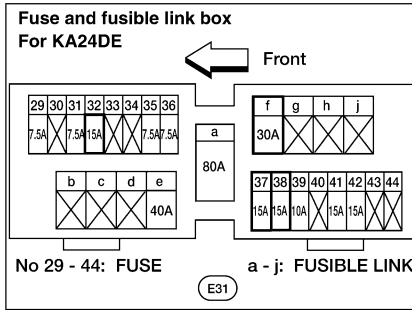 Fuse and fusible link box
For KA24DE
Front
29 30 31 32 33 34 35 36
7.5A 7.5A 15A 7.5A 7.5A
a
80A
f g h j
30A
b c d e
40A
37 38 39 40 41 42 43 44
15A 15A 10A 15A 15A
No 29 - 44: FUSE
a - j: FUSIBLE LINK
E31